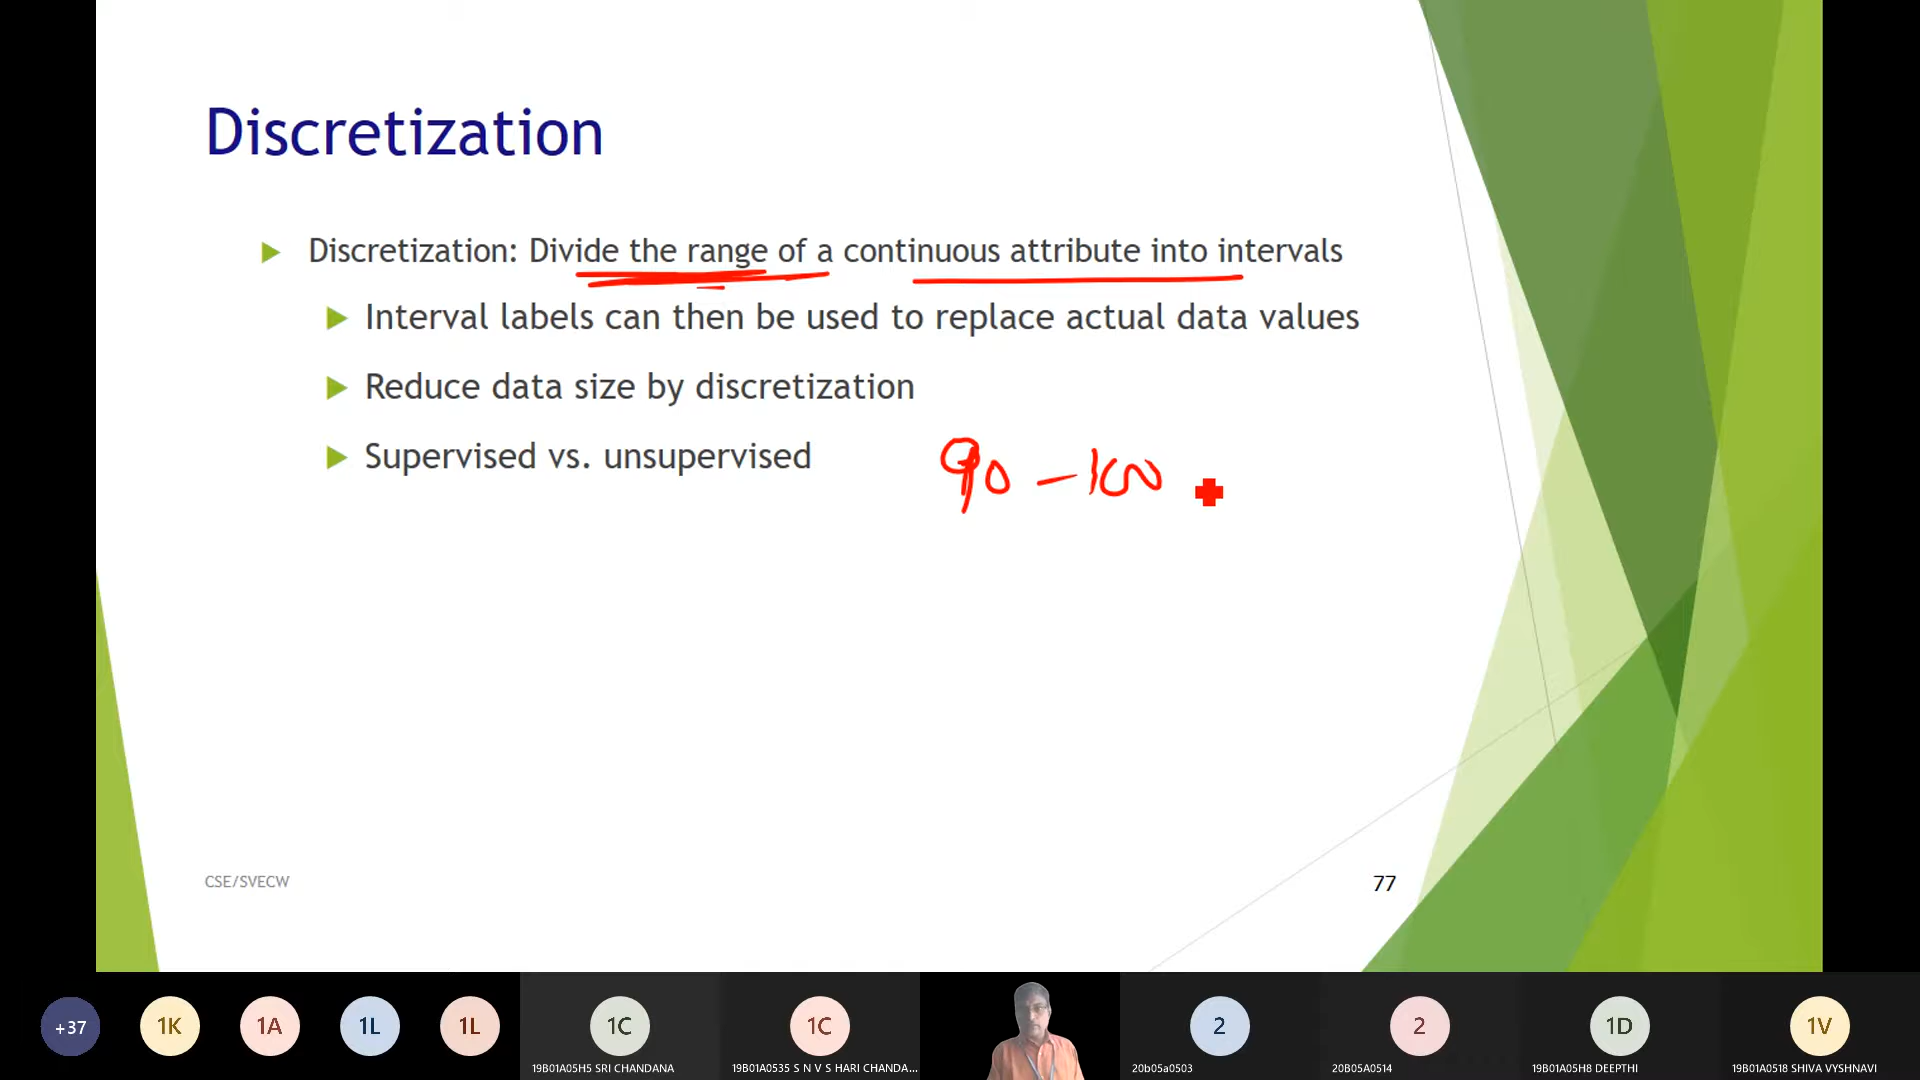 Discretization
Discretization: Divide the range of a continuous attribute into intervals
Interval labels can then be used to replace actual data values
Reduce data size by discretization
Supervised vs. unsupervised
90 - 100
CSE/SVECW
77
+37
1K
1A
1L
1L
1C
19B01A05H5 SRI CHANDANA
1C
19B01A0535 S N V S HARI CHANDA...
2
20b05a0503
2
20B05A0514
1D
19B01A05H8 DEEPTHI
1V
19B01A0518 SHIVA VYSHNAVI